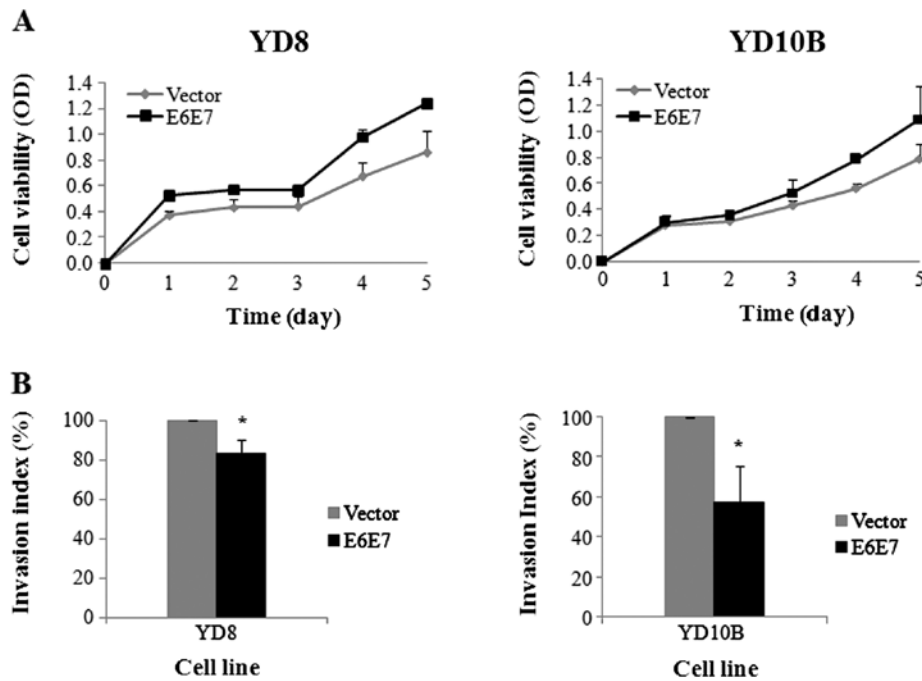 A
YD8
Cell viability (OD)
1.4
1.2
1.0
0.8
0.6
0.4
0.2
0.0
Vector
E6E7
0 1 2 3 4 5
Time (day)
YD10B
Cell viability (OD)
1.4
1.2
1.0
0.8
0.6
0.4
0.2
0.0
Vector
E6E7
0 1 2 3 4 5
Time (day)
B
Invasion index (%)
100
80
60
40
20
0
*
Vector
E6E7
YD8
Cell line
Invasion Index (%)
100
80
60
40
20
0
*
Vector
E6E7
YD10B
Cell line